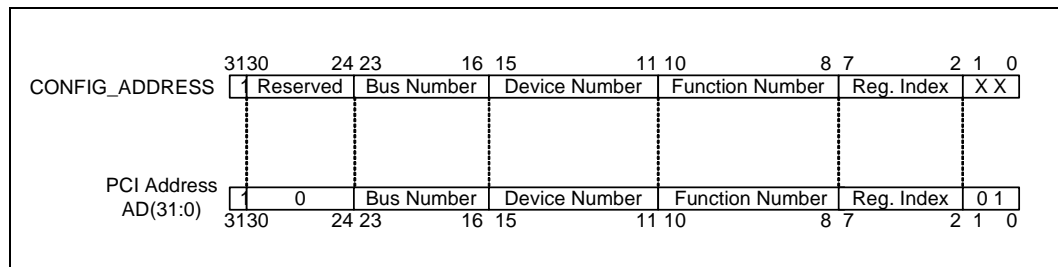 3130 24 23 16 15 11 10 8 7 2 1 0
CONFIG_ADDRESS 1 Reserved Bus Number Device Number Function Number Reg. Index X X
PCI Address
AD(31:0) 1 0 Bus Number Device Number Function Number Reg. Index 0 1
3130 24 23 16 15 11 10 8 7 2 1 0